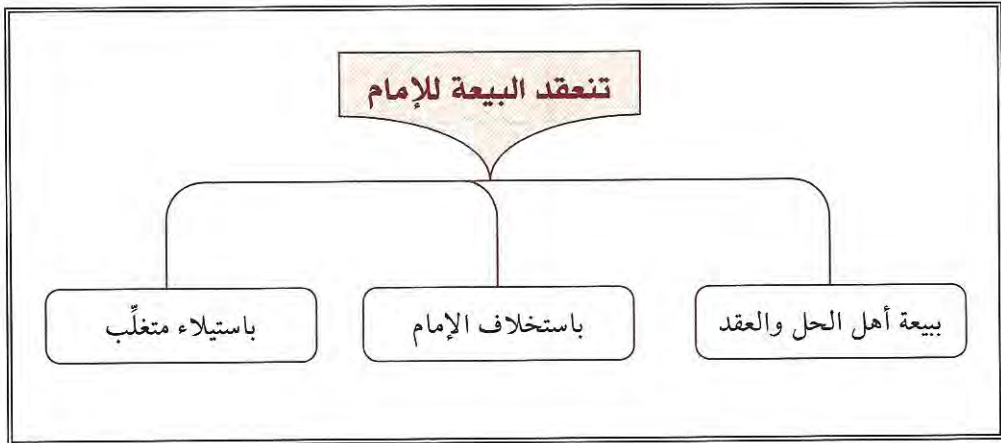 تنعقد البيعة للإمام
ببيعة أهل الحل والعقد
باستخلاف الإمام
باستيلاء متغلِّب